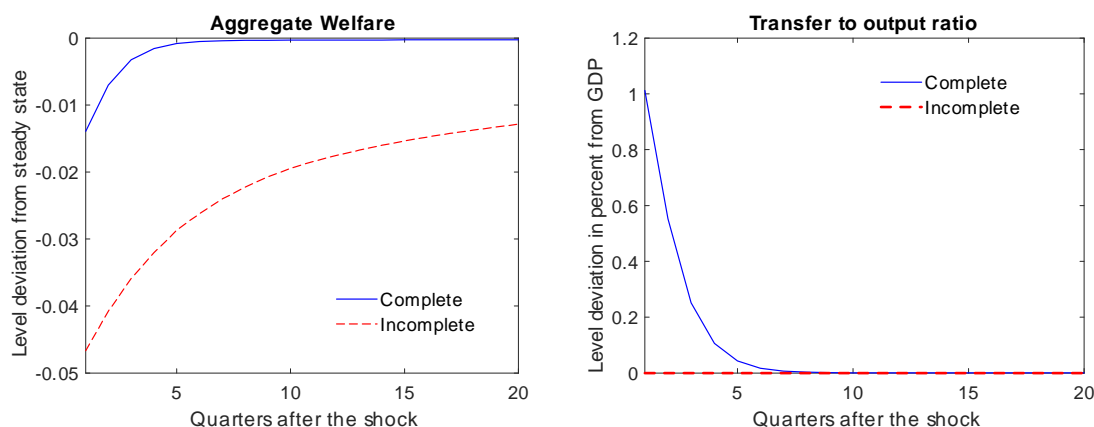 Aggregate Welfare
Level deviation from steady state
0
-0.01
-0.02
-0.03
-0.04
-0.05
Complete
Incomplete
5
10
15
20
Quarters after the shock
Transfer to output ratio
Level deviation in percent from GDP
1.2
1
0.8
0.6
0.4
0.2
0
Complete
Incomplete
5
10
15
20
Quarters after the shock